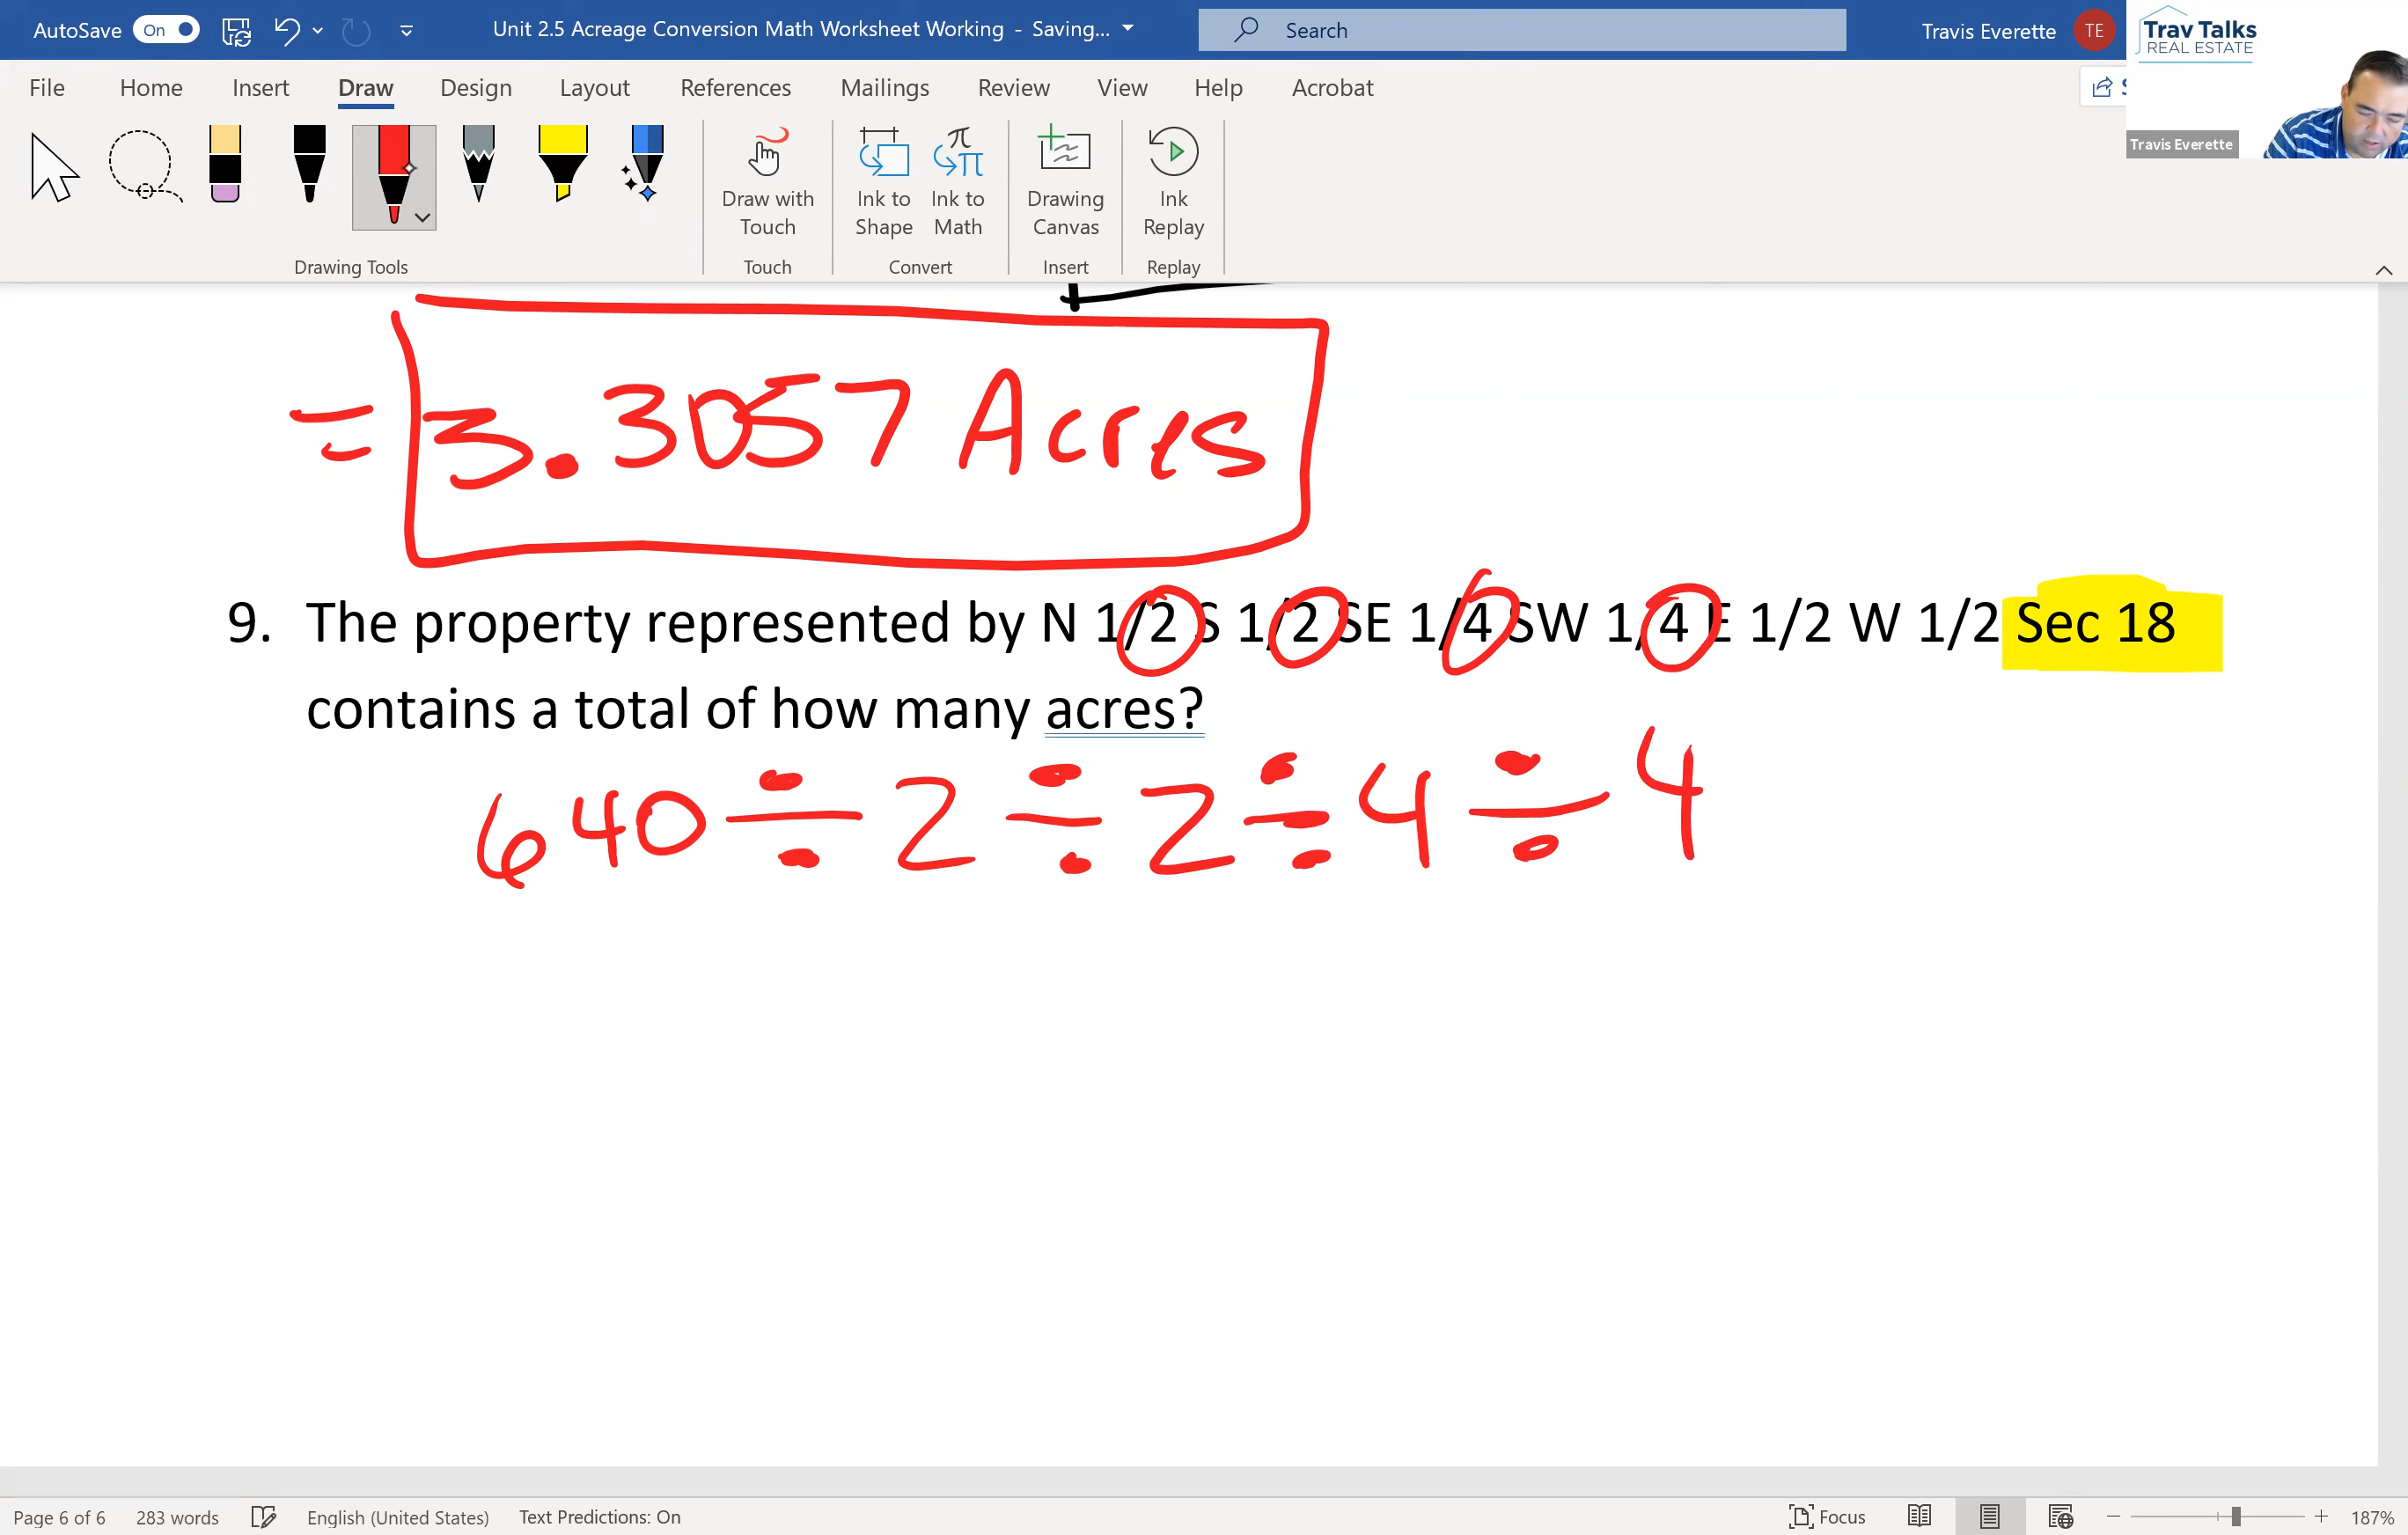 AutoSave On Unit 2.5 Acreage Conversion Math Worksheet Working - Saving... Search Travis Everette TE
Trav Talks
REAL ESTATE
Travis Everette
File Home Insert Draw Design Layout References Mailings Review View Help Acrobat
Draw with Touch
Ink to Shape
Ink to Math
Drawing Canvas
Ink Replay
Drawing Tools Touch Convert Insert Replay
= 3.3057 Acres
9. The property represented by N 1/2 S 1/2 SE 1/4 SW 1/4 E 1/2 W 1/2 Sec 18
contains a total of how many acres?
640 ÷ 2 ÷ 2 ÷ 4 ÷ 4
Page 6 of 6 283 words English (United States) Text Predictions: On Focus 187%